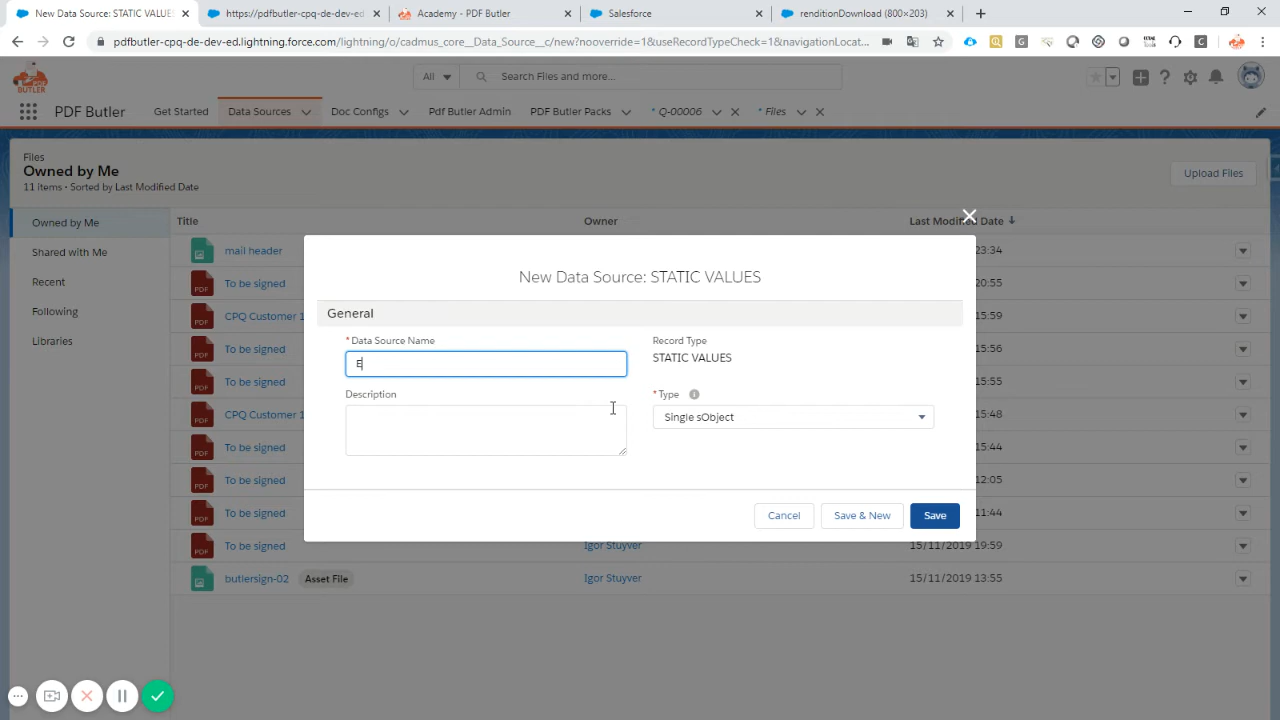 New Data Source: STATIC VALUES
https://pdfbutler-cpq-de-dev-ed
Academy - PDF Butler
Salesforce
renditionDownload (800×203)
pdfbutler-cpq-de-dev-ed.lightning.force.com/lightning/o/cadmus_core__Data_Source__c/new?nooverride=1&useRecordTypeCheck=1&navigationLocat...
PDF BUTLER
All
Search Files and more...
PDF Butler
Get Started
Data Sources
Doc Configs
Pdf Butler Admin
PDF Butler Packs
* Q-00006
* Files
Files
Owned by Me
11 items • Sorted by Last Modified Date
Upload Files
Owned by Me
Shared with Me
Recent
Following
Libraries
Title
Owner
Last Modified Date
mail header
23:34
To be signed
20:55
CPQ Customer 1
15:59
To be signed
15:56
To be signed
15:55
CPQ Customer 1
15:48
To be signed
15:44
To be signed
12:05
To be signed
11:44
To be signed
Igor Stuyver
15/11/2019 19:59
butlersign-02
Asset File
Igor Stuyver
15/11/2019 13:55
New Data Source: STATIC VALUES
General
* Data Source Name
E
Record Type
STATIC VALUES
Description
* Type
Single sObject
Cancel
Save & New
Save